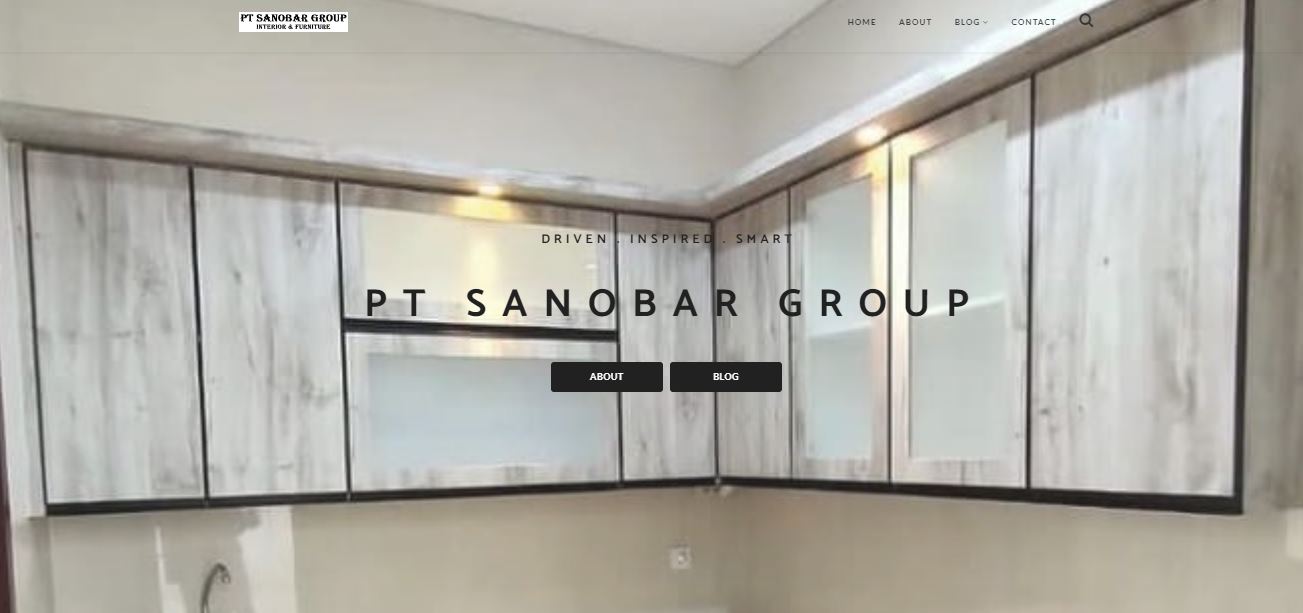 PT SANOBAR GROUP
INTERIOR & FURNITURE
HOME ABOUT BLOG CONTACT
DRIVEN . INSPIRED . SMART
PT SANOBAR GROUP
ABOUT BLOG